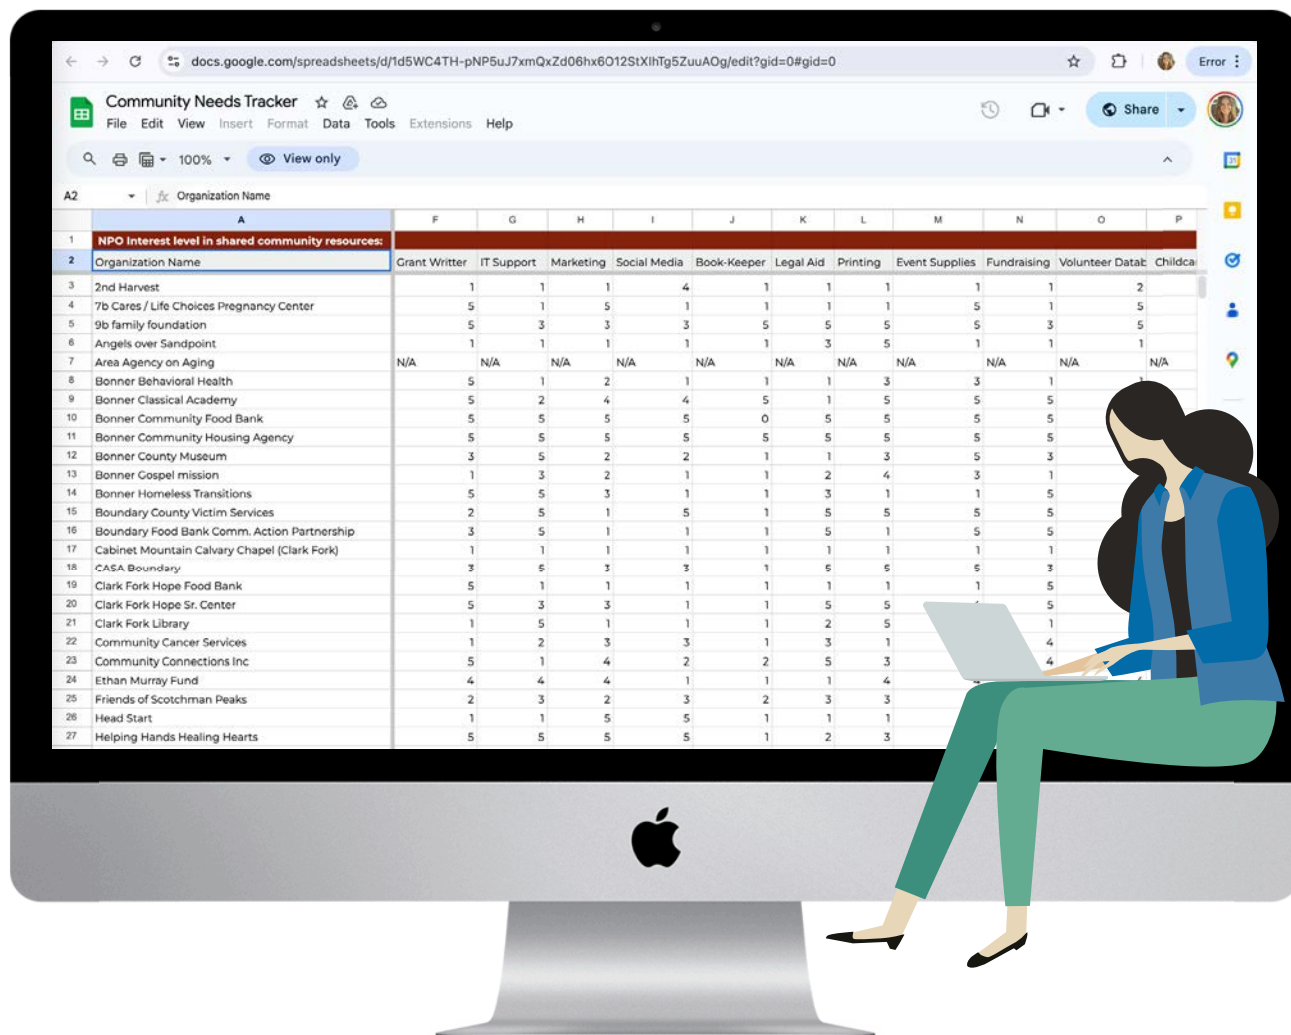 docs.google.com/spreadsheets/d/1d5WC4TH-pNP5uJ7xmQxZd06hx6O12StXIhTg5ZuuAOg/edit?gid=0#gid=0 Error
Community Needs Tracker
File Edit View Insert Format Data Tools Extensions Help
Share
100% View only
A2 fx Organization Name
A F G H I J K L M N O P
1 NPO Interest level in shared community resources:
2 Organization Name Grant Writter IT Support Marketing Social Media Book-Keeper Legal Aid Printing Event Supplies Fundraising Volunteer Datab Childca
3 2nd Harvest 1 1 1 4 1 1 1 1 1 2
4 7b Cares / Life Choices Pregnancy Center 5 1 5 1 1 1 1 5 1 5
5 9b family foundation 5 3 3 3 5 5 5 5 3 5
6 Angels over Sandpoint 1 1 1 1 1 3 5 1 1 1
7 Area Agency on Aging N/A N/A N/A N/A N/A N/A N/A N/A N/A N/A N/A
8 Bonner Behavioral Health 5 1 2 1 1 1 3 3 1
9 Bonner Classical Academy 5 2 4 4 5 1 5 5 5
10 Bonner Community Food Bank 5 5 5 5 0 5 5 5 5
11 Bonner Community Housing Agency 5 5 5 5 5 5 5 5 5
12 Bonner County Museum 3 5 2 2 1 1 3 5 3
13 Bonner Gospel mission 1 3 2 1 1 2 4 3 1
14 Bonner Homeless Transitions 5 5 3 1 1 3 1 1 5
15 Boundary County Victim Services 2 5 1 5 1 5 5 5 5
16 Boundary Food Bank Comm. Action Partnership 3 5 1 1 1 5 1 5 5
17 Cabinet Mountain Calvary Chapel (Clark Fork) 1 1 1 1 1 1 1 1 1
18 CASA Boundary 3 5 3 3 1 5 5 5 3
19 Clark Fork Hope Food Bank 5 1 1 1 1 1 1 1 5
20 Clark Fork Hope Sr. Center 5 3 3 1 1 5 5 5
21 Clark Fork Library 1 5 1 1 1 2 5 1
22 Community Cancer Services 1 2 3 3 1 3 1 4
23 Community Connections Inc 5 1 4 2 2 5 3 4
24 Ethan Murray Fund 4 4 4 1 1 1 4
25 Friends of Scotchman Peaks 2 3 2 3 2 3 3
26 Head Start 1 1 5 5 1 1 1
27 Helping Hands Healing Hearts 5 5 5 5 1 2 3